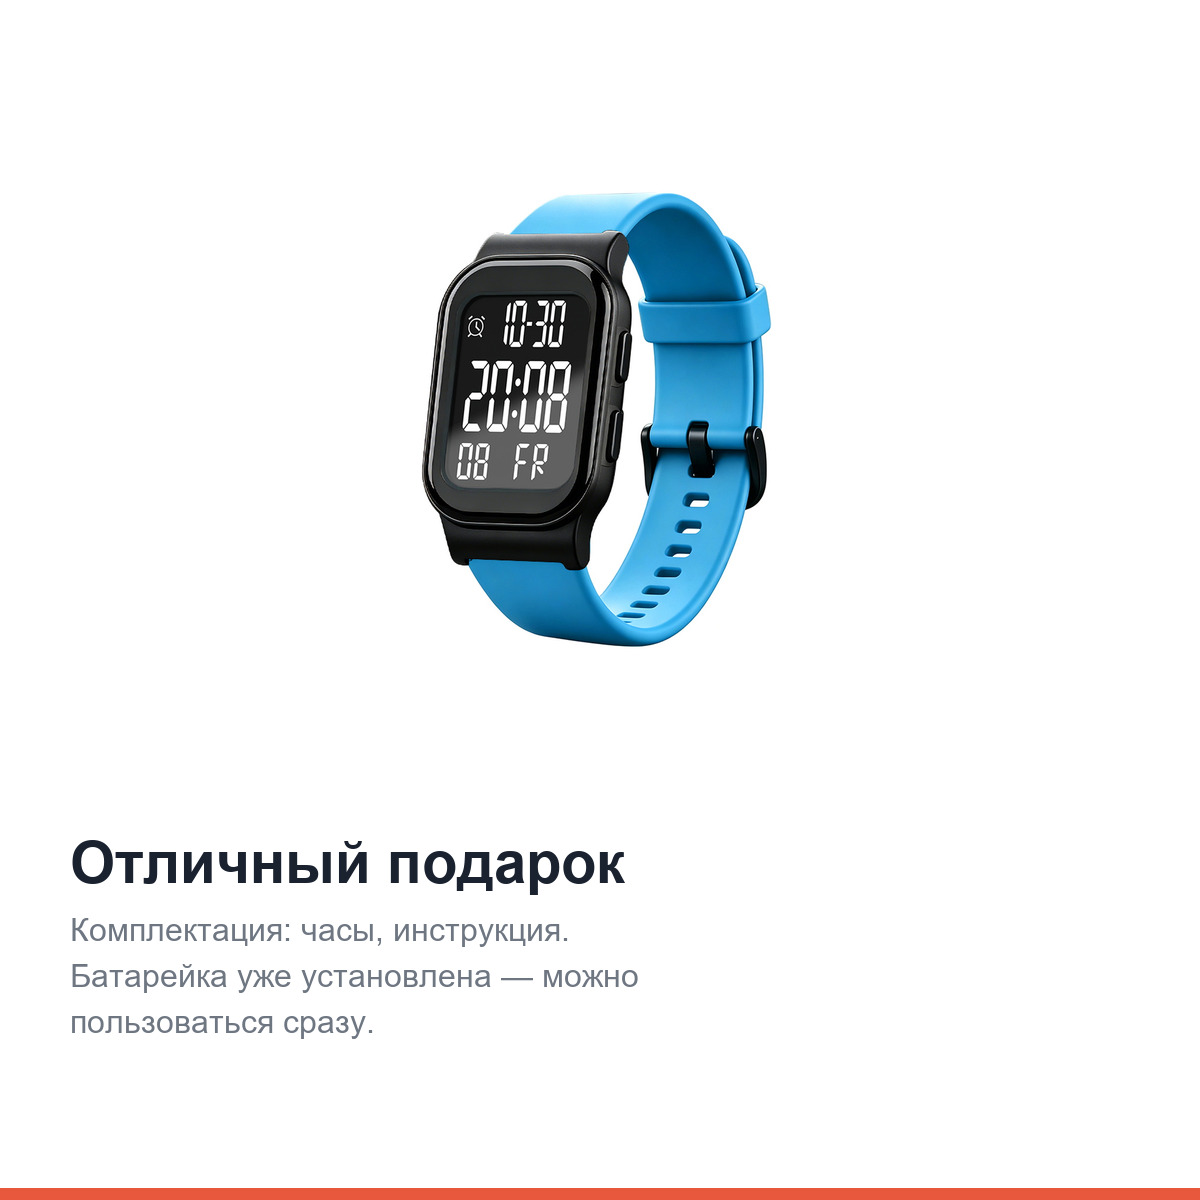 10-30
20:08
08 FR
Отличный подарок
Комплектация: часы, инструкция.
Батарейка уже установлена — можно
пользоваться сразу.